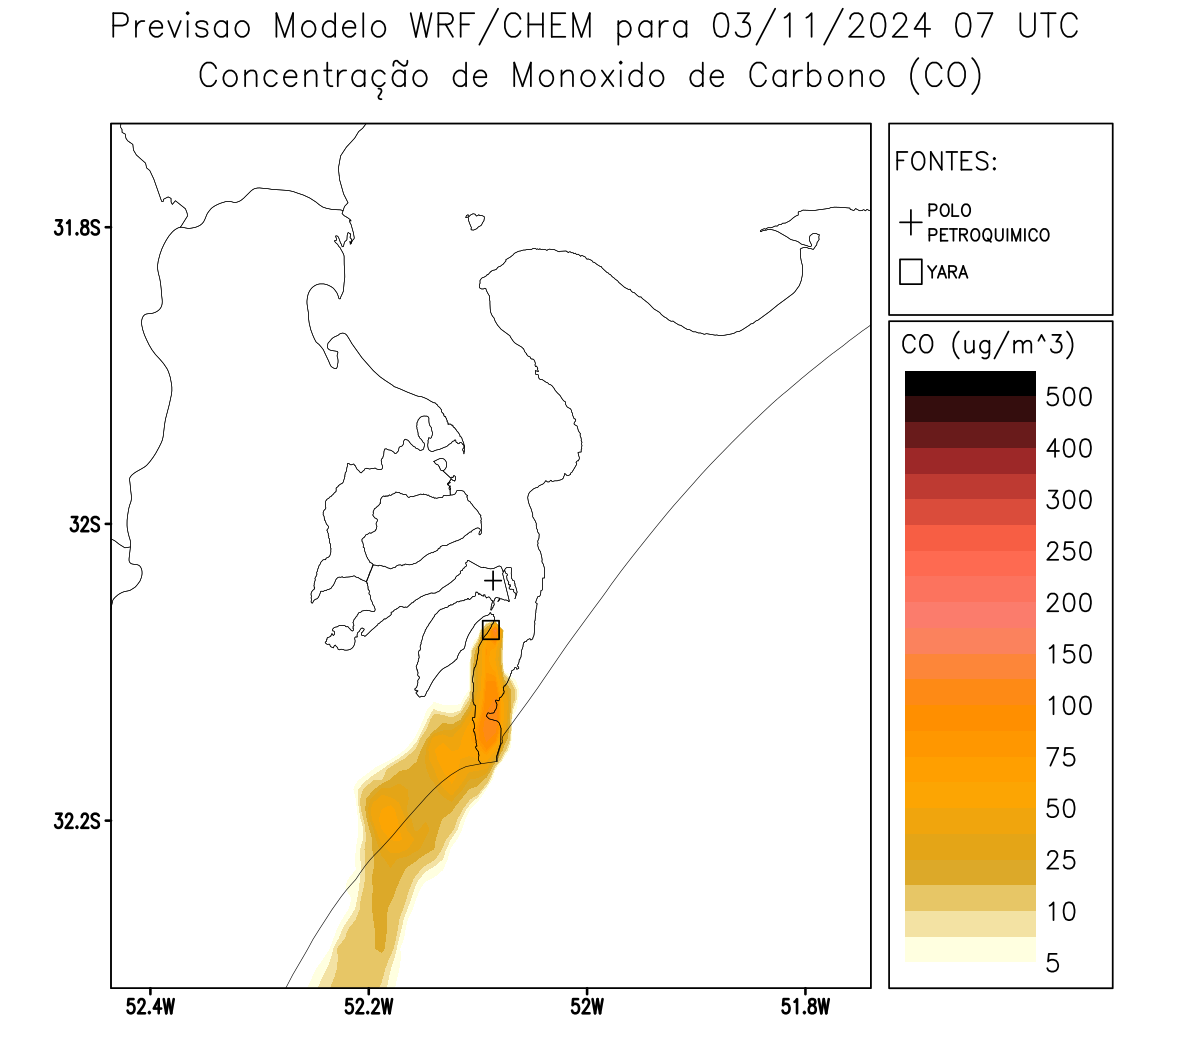 Previsao Modelo WRF/CHEM para 03/11/2024 07 UTC
Concentração de Monoxido de Carbono (CO)
FONTES:
POLO
PETROQUIMICO
YARA
CO (ug/m^3)
500
400
300
250
200
150
100
75
50
25
10
5
31.8S
32S
32.2S
52.4W
52.2W
52W
51.8W